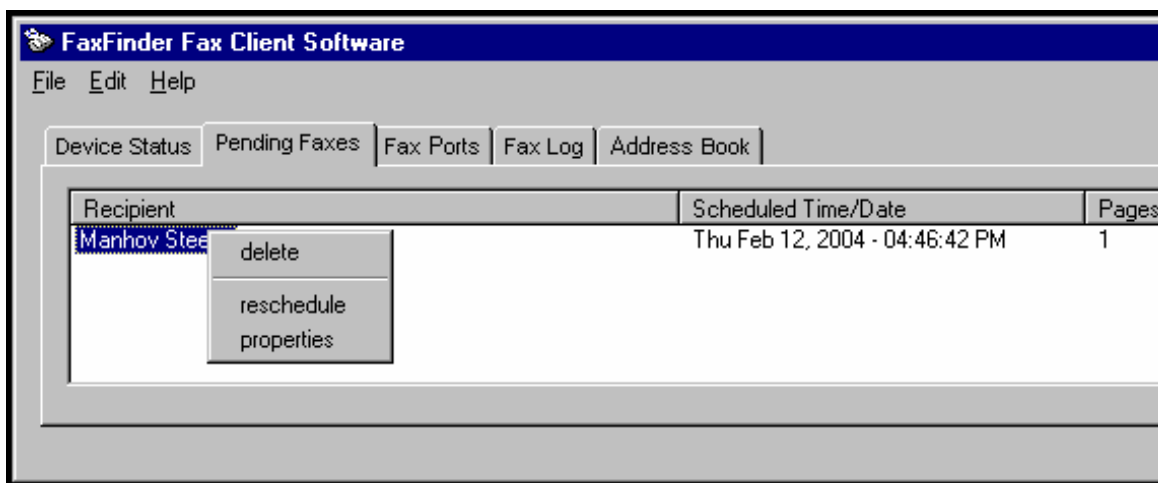 FaxFinder Fax Client Software
File Edit Help
Device Status Pending Faxes Fax Ports Fax Log Address Book
Recipient Scheduled Time/Date Pages
Manhov Thu Feb 12, 2004 - 04:46:42 PM 1
delete
reschedule
properties